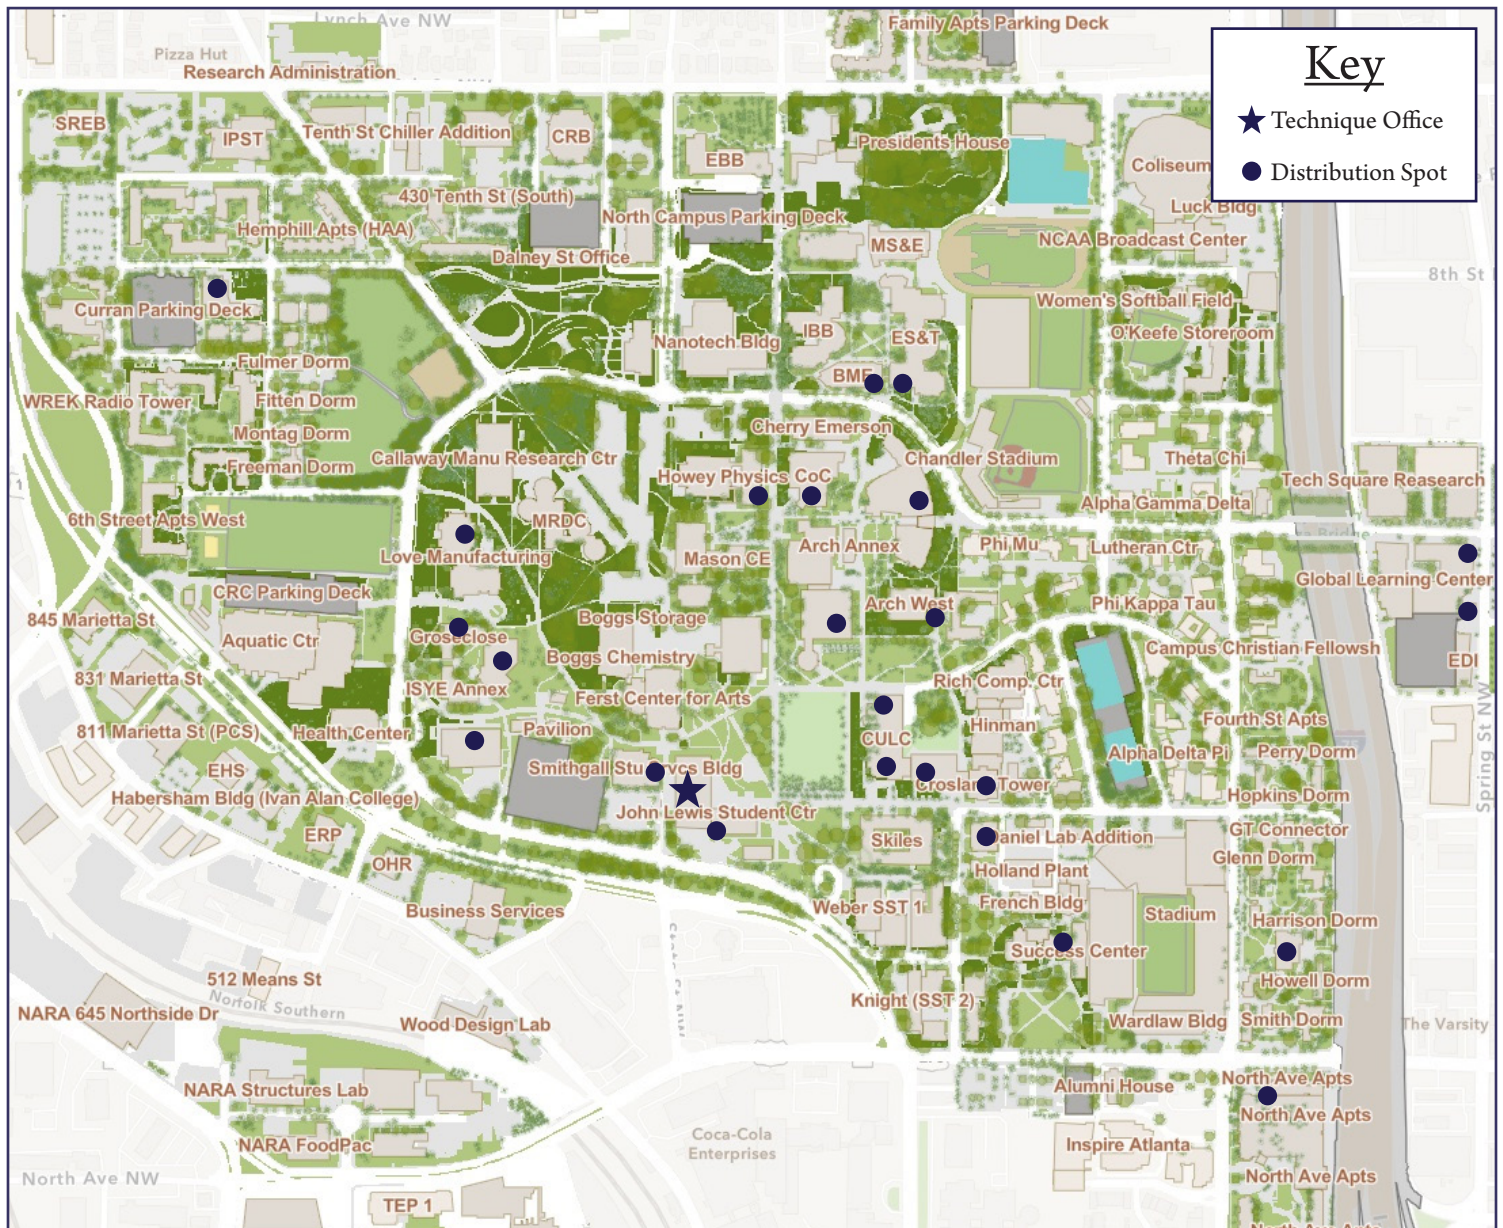 Lynch Ave NW
Family Apts Parking Deck
Pizza Hut
Research Administration
Key
Technique Office
Distribution Spot
SREB
IPST
Tenth St Chiller Addition
CRB
EBB
Presidents House
Coliseum
430 Tenth St (South)
North Campus Parking Deck
Luck Bldg
Hemphill Apts (HAA)
MS&E
NCAA Broadcast Center
Dalney St Office
8th St
Curran Parking Deck
Women's Softball Field
IBB
ES&T
O'Keefe Storeroom
Nanotech Bldg
Fulmer Dorm
BME
WREK Radio Tower
Fitten Dorm
Cherry Emerson
Montag Dorm
Callaway Manu Research Ctr
Chandler Stadium
Theta Chi
Freeman Dorm
Howey Physics
CoC
Tech Square Reasearch
Alpha Gamma Delta
6th Street Apts West
MRDC
Phi Mu
Lutheran Ctr
Arch Annex
Love Manufacturing
Mason CE
Global Learning Center
CRC Parking Deck
Arch West
Phi Kappa Tau
845 Marietta St
Boggs Storage
Aquatic Ctr
Groseclose
Campus Christian Fellowsh
Boggs Chemistry
EDI
831 Marietta St
ISYE Annex
Rich Comp. Ctr
Ferst Center for Arts
Hinman
Fourth St Apts
811 Marietta St (PCS)
Health Center
Pavilion
CULC
Alpha Delta Pi
Perry Dorm
EHS
Smithgall Stu Srvcs Bldg
Spring St NW
Crosland Tower
Hopkins Dorm
Habersham Bldg (Ivan Alan College)
John Lewis Student Ctr
ERP
Skiles
Daniel Lab Addition
GT Connector
Glenn Dorm
OHR
Holland Plant
Business Services
Weber SST 1
French Bldg
Stadium
Harrison Dorm
State St NW
Success Center
512 Means St
Howell Dorm
Norfolk Southern
Knight (SST 2)
NARA 645 Northside Dr
Wood Design Lab
Wardlaw Bldg
Smith Dorm
The Varsity
NARA Structures Lab
Alumni House
North Ave Apts
North Ave Apts
NARA FoodPac
Coca-Cola
Enterprises
Inspire Atlanta
North Ave NW
North Ave Apts
TEP 1